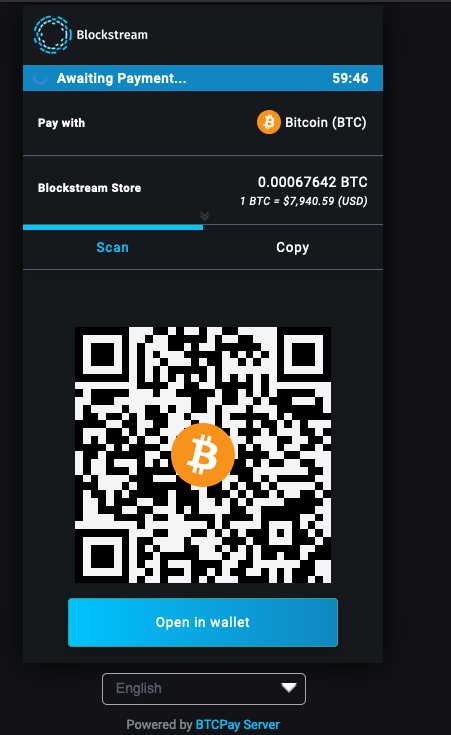 Blockstream
Awaiting Payment... 59:46
Pay with Bitcoin (BTC)
Blockstream Store 0.00067642 BTC
1 BTC = $7,940.59 (USD)
Scan Copy
Open in wallet
English
Powered by BTCPay Server